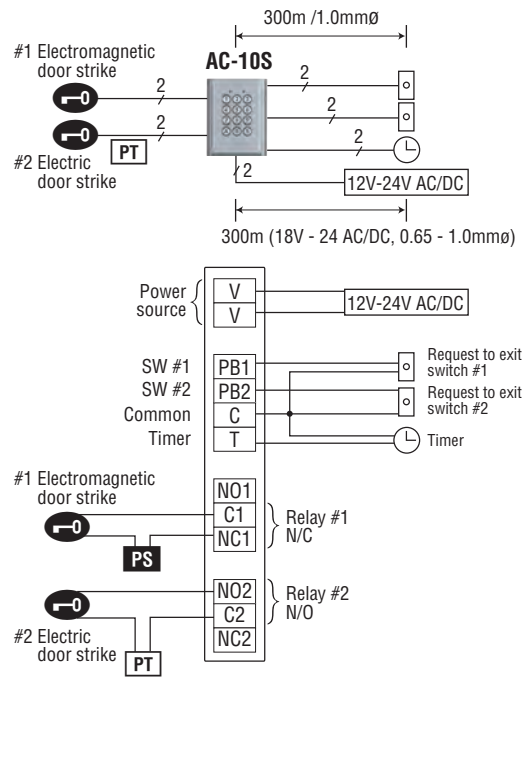 300m /1.0mmø
#1 Electromagnetic
door strike
AC-10S
2
2
2
2
2
PT
#2 Electric
door strike
2
12V-24V AC/DC
300m (18V - 24 AC/DC, 0.65 - 1.0mmø)
Power
source
V
V
12V-24V AC/DC
SW #1
PB1
Request to exit
switch #1
SW #2
PB2
Request to exit
switch #2
Common
C
Timer
T
Timer
#1 Electromagnetic
door strike
NO1
C1
NC1
Relay #1
N/C
PS
NO2
C2
NC2
Relay #2
N/O
#2 Electric
door strike
PT